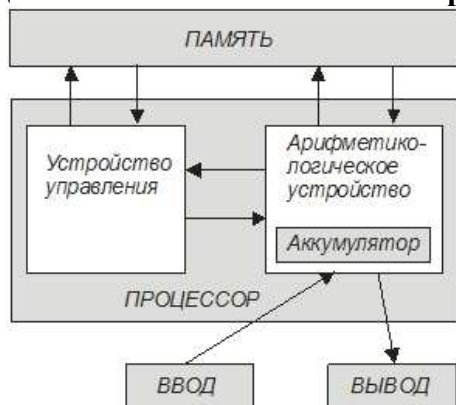 ПАМЯТЬ
Устройство
управления
Арифметико-
логическое
устройство
Аккумулятор
ПРОЦЕССОР
ВВОД
ВЫВОД